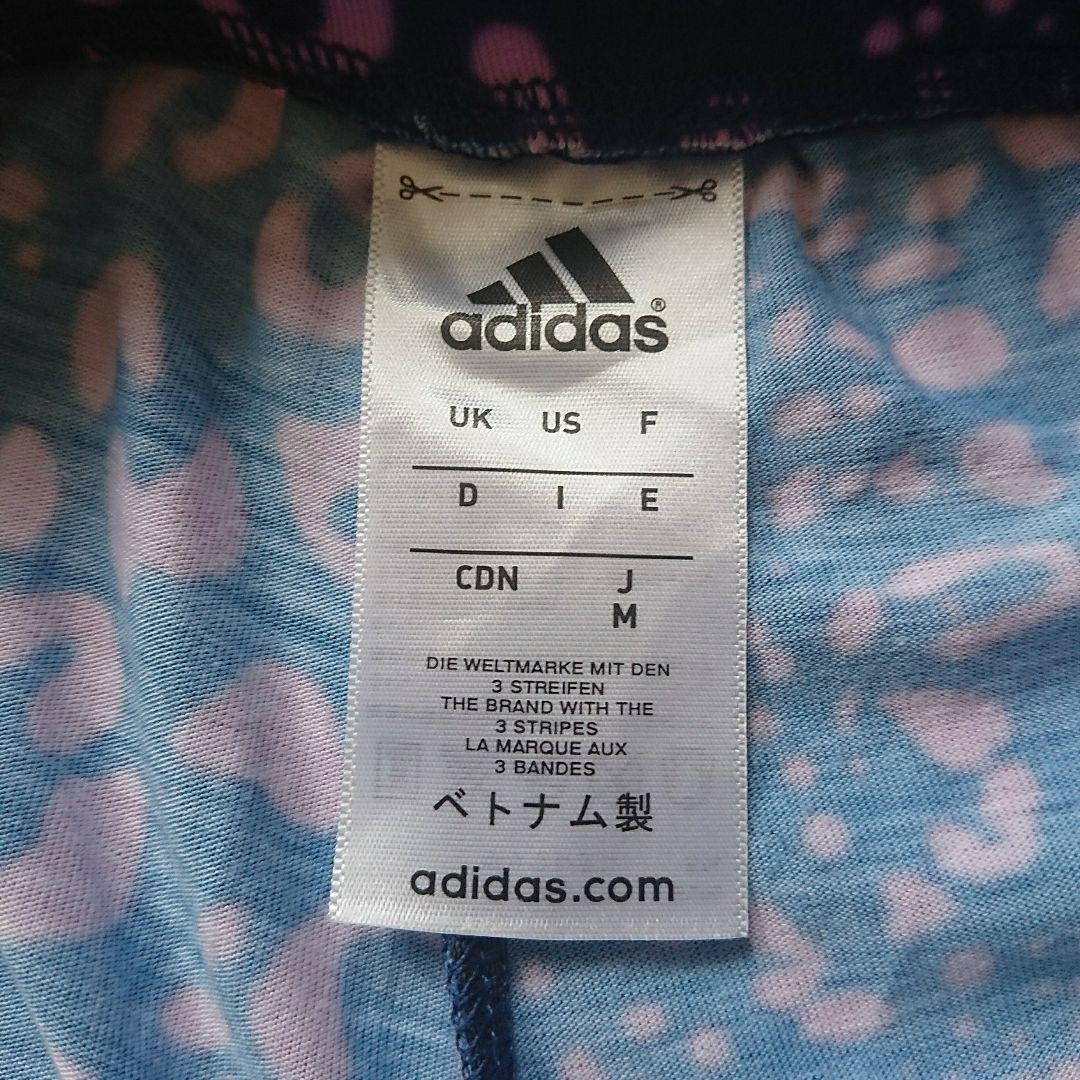 adidas®
UK US F
D I E
CDN J
M
DIE WELTMARKE MIT DEN
3 STREIFEN
THE BRAND WITH THE
3 STRIPES
LA MARQUE AUX
3 BANDES
ベトナム製
adidas.com